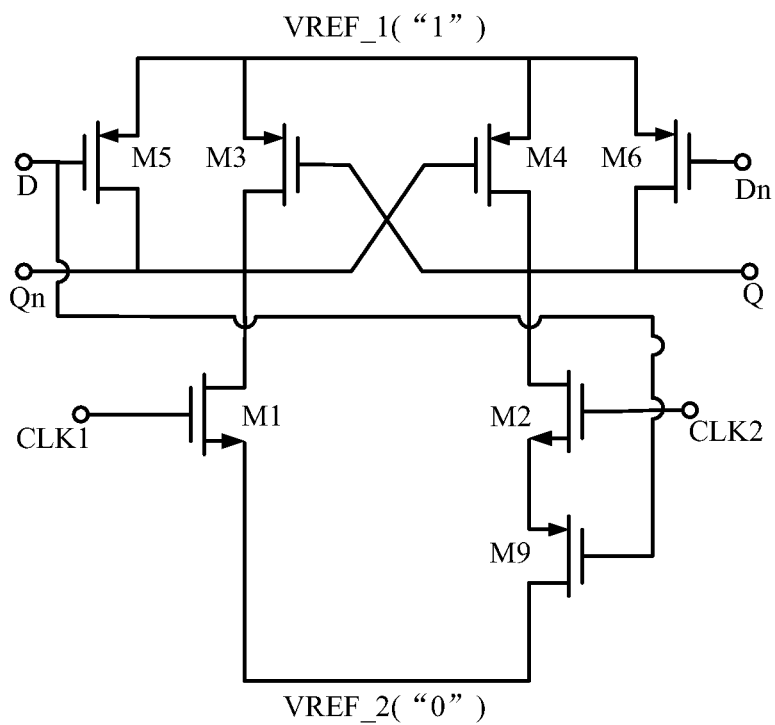 VREF_1(“1”)
M5
M3
M4
M6
D
Dn
Qn
Q
M1
M2
CLK1
CLK2
M9
VREF_2(“0”)